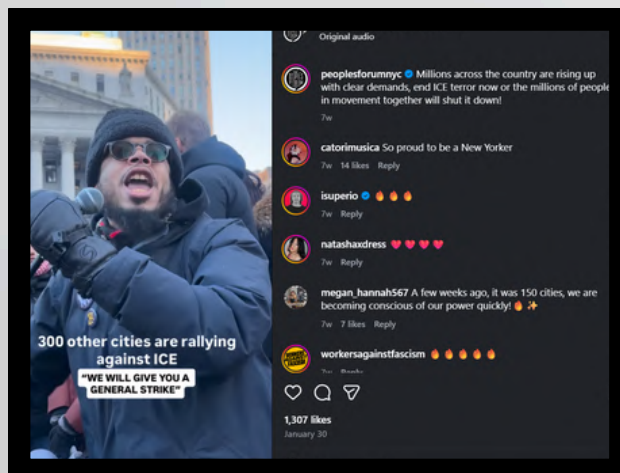 Original audio
peoplesforumnyc Millions across the country are rising up
with clear demands, end ICE terror now or the millions of people
in movement together will shut it down!
7w
catorimusica So proud to be a New Yorker
7w 14 likes Reply
isuperio 🔥 🔥 🔥
7w Reply
natashaxdress ❤️ ❤️ ❤️ ❤️
7w Reply
megan_hannah567 A few weeks ago, it was 150 cities, we are
becoming conscious of our power quickly! 🔥 ✨
7w 7 likes Reply
workersagainstfascism 🔥 🔥 🔥 🔥 🔥
7w Reply
1,307 likes
January 30
300 other cities are rallying
against ICE
"WE WILL GIVE YOU A
GENERAL STRIKE"